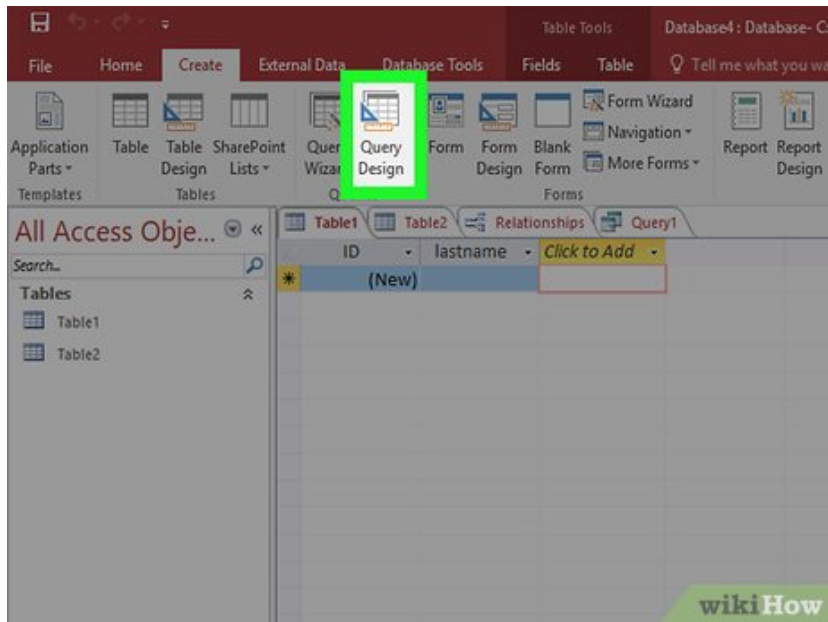 Table Tools Database4 : Database- C:
File Home Create External Data Database Tools Fields Table Tell me what you wa
Application Parts
Table
Table Design
SharePoint Lists
Query Design
Form
Form Design
Blank Form
Form Wizard
Navigation
More Forms
Report
Report Design
Templates
Tables
Forms
All Access Obje... «
Table1 Table2 Relationships Query1
ID lastname Click to Add
Search...
(New)
Tables
Table1
Table2
wikiHow